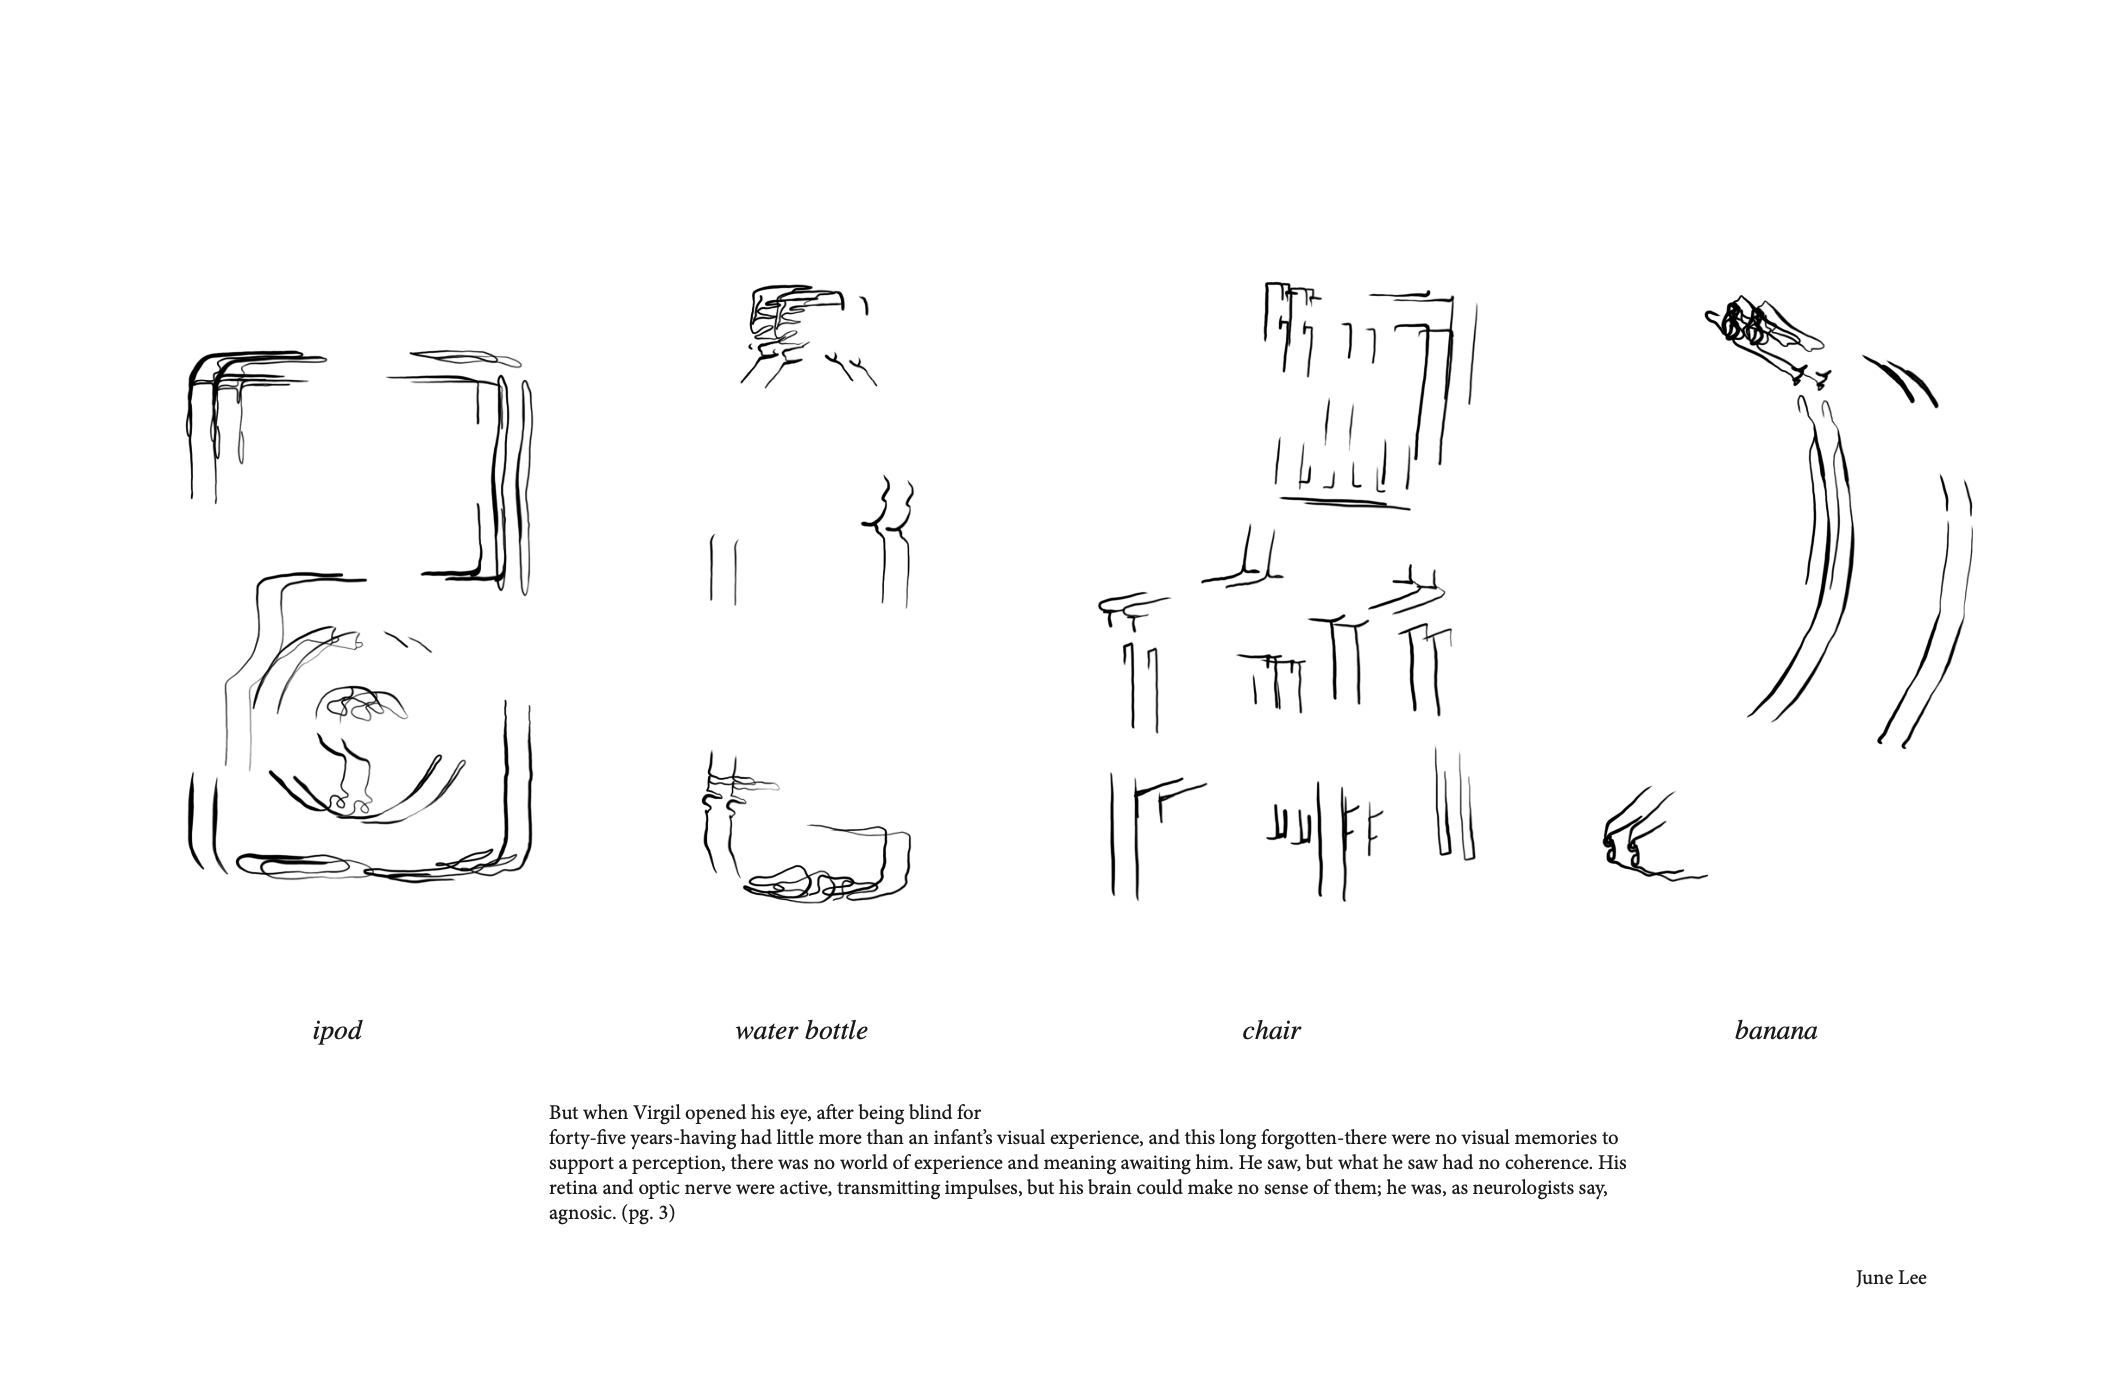 ipod
water bottle
chair
banana
But when Virgil opened his eye, after being blind for
forty-five years-having had little more than an infant’s visual experience, and this long forgotten-there were no visual memories to
support a perception, there was no world of experience and meaning awaiting him. He saw, but what he saw had no coherence. His
retina and optic nerve were active, transmitting impulses, but his brain could make no sense of them; he was, as neurologists say,
agnosic. (pg. 3)
June Lee